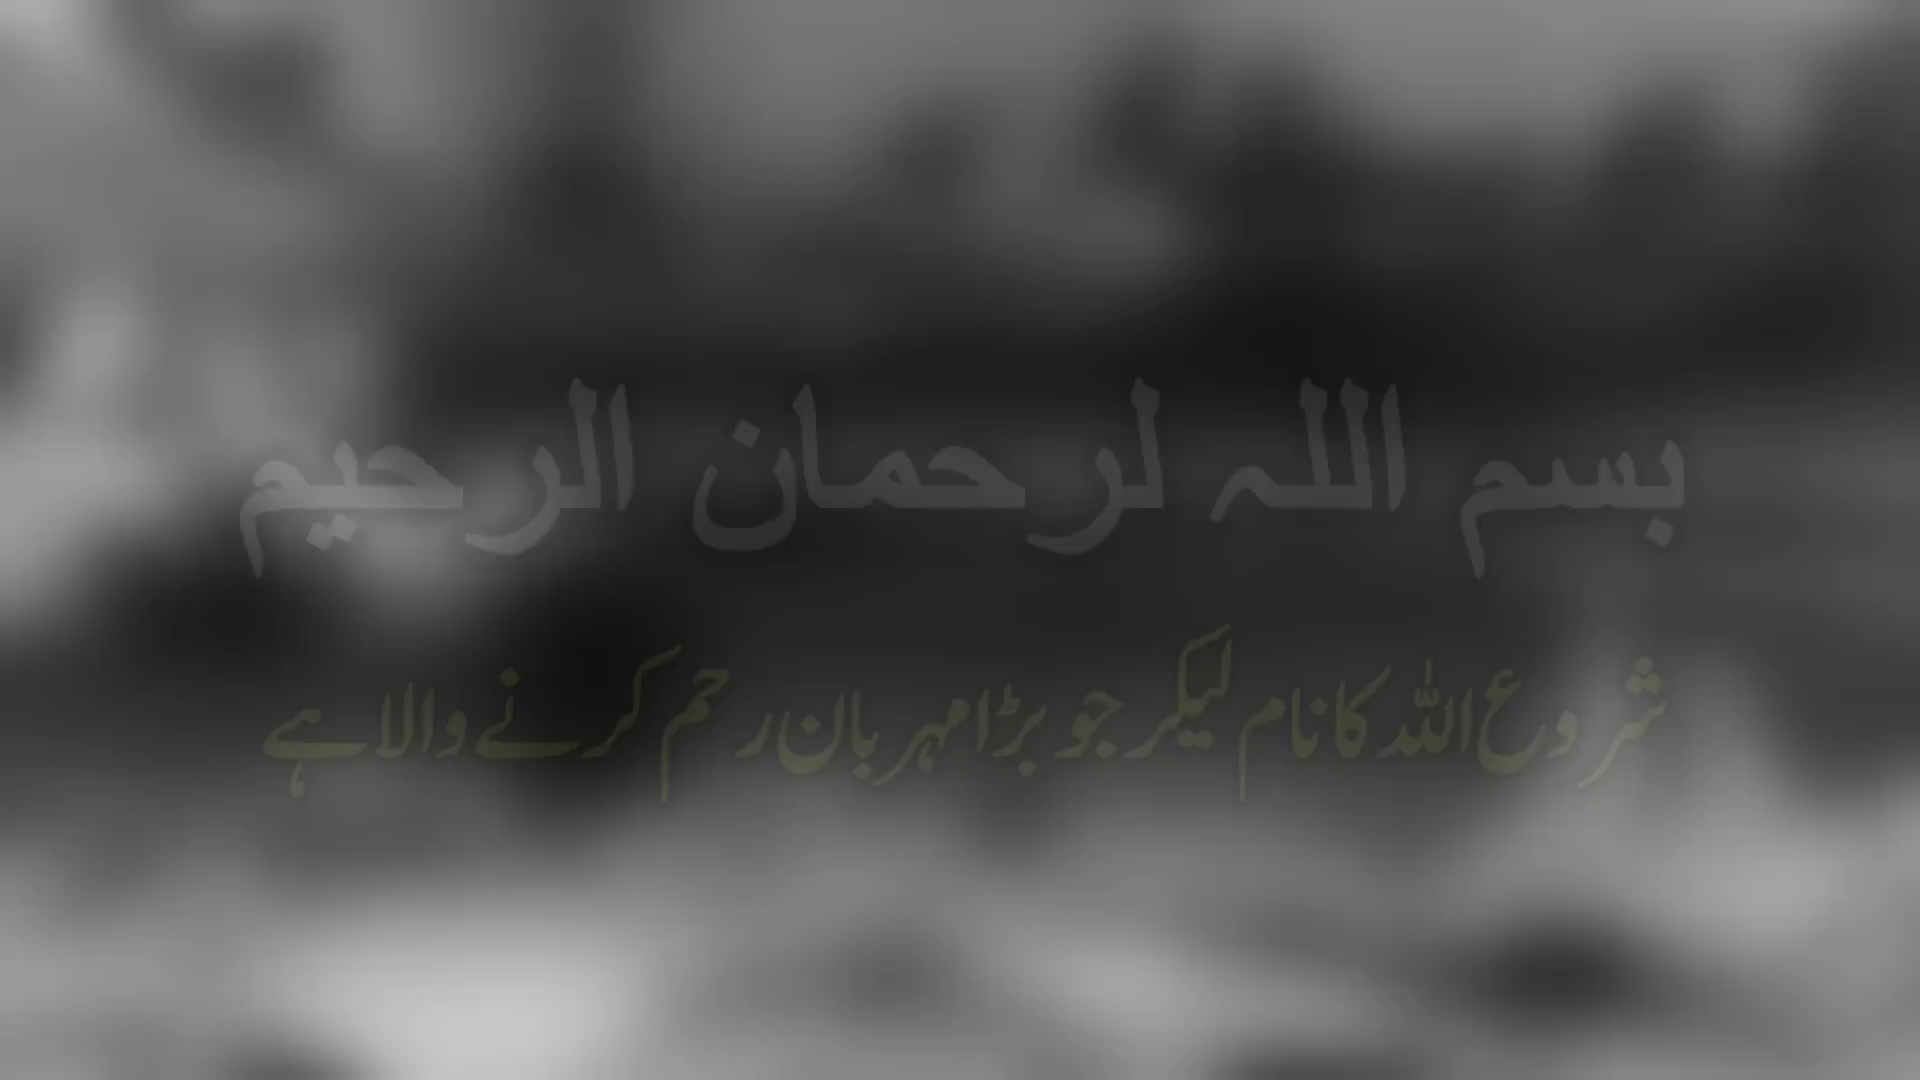 بسم اللہ لرحمان الرحیم
شروع اللہ کا نام لیکر جو بڑا مہربان رحم کرنے والا ہے